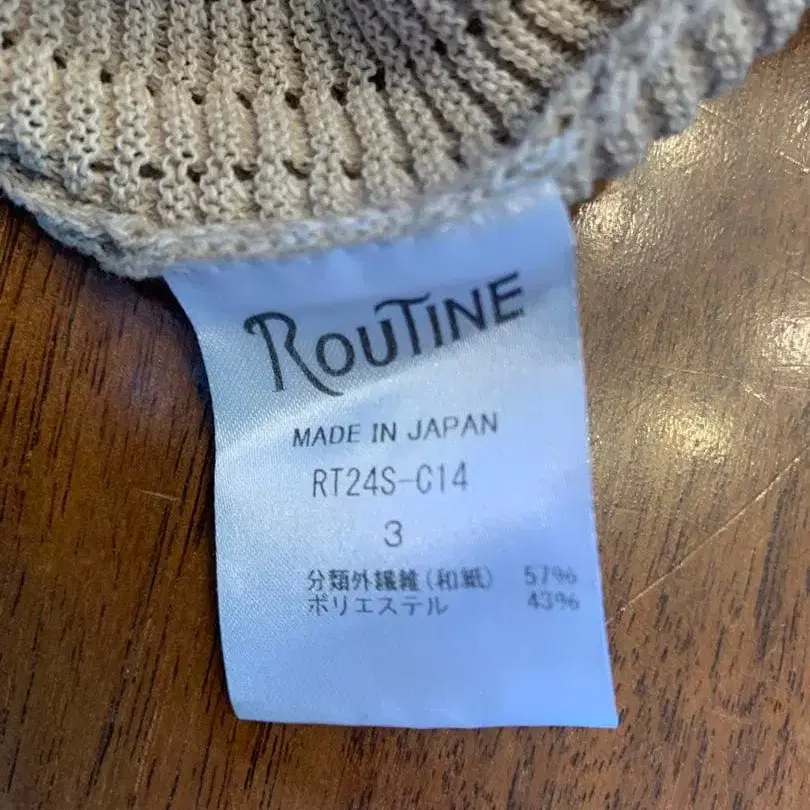 ROUTINE
MADE IN JAPAN
RT24S-C14
3
分類外繊維(和紙) 57%
ポリエステル 43%